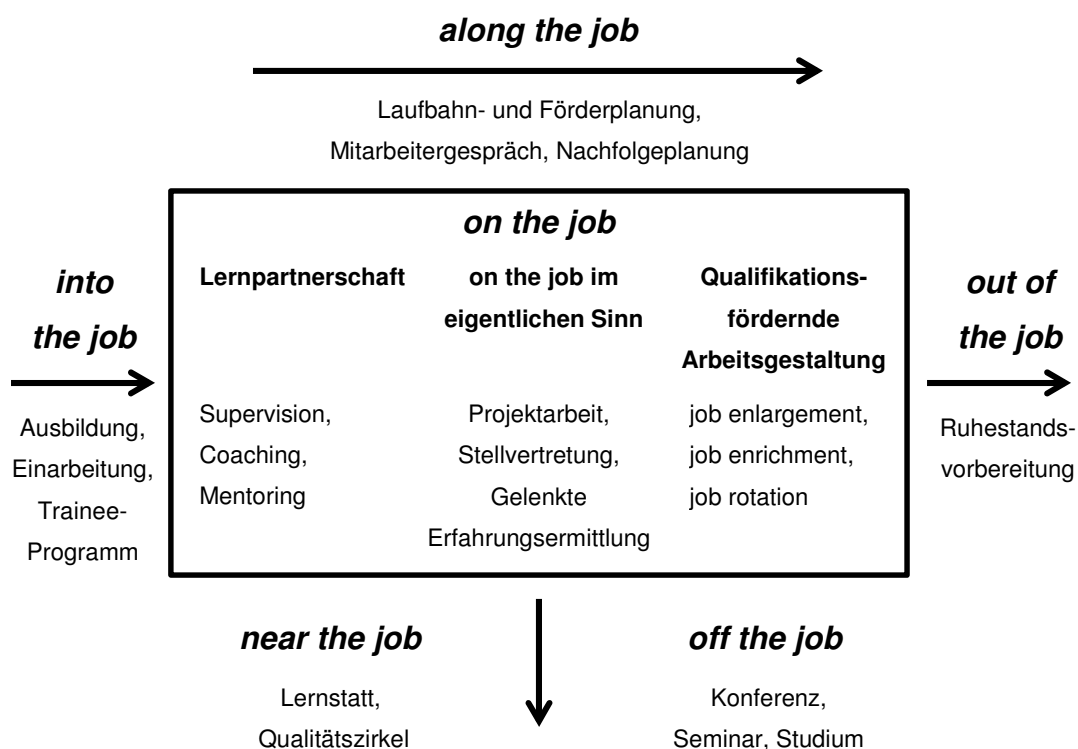 along the job
Laufbahn- und Förderplanung,
Mitarbeitergespräch, Nachfolgeplanung
into
the job
Ausbildung,
Einarbeitung,
Trainee-
Programm
on the job
Lernpartnerschaft
Supervision,
Coaching,
Mentoring
on the job im
eigentlichen Sinn
Projektarbeit,
Stellvertretung,
Gelenkte
Erfahrungsermittlung
Qualifikations-
fördernde
Arbeitsgestaltung
job enlargement,
job enrichment,
job rotation
out of
the job
Ruhestands-
vorbereitung
near the job
Lernstatt,
Qualitätszirkel
off the job
Konferenz,
Seminar, Studium